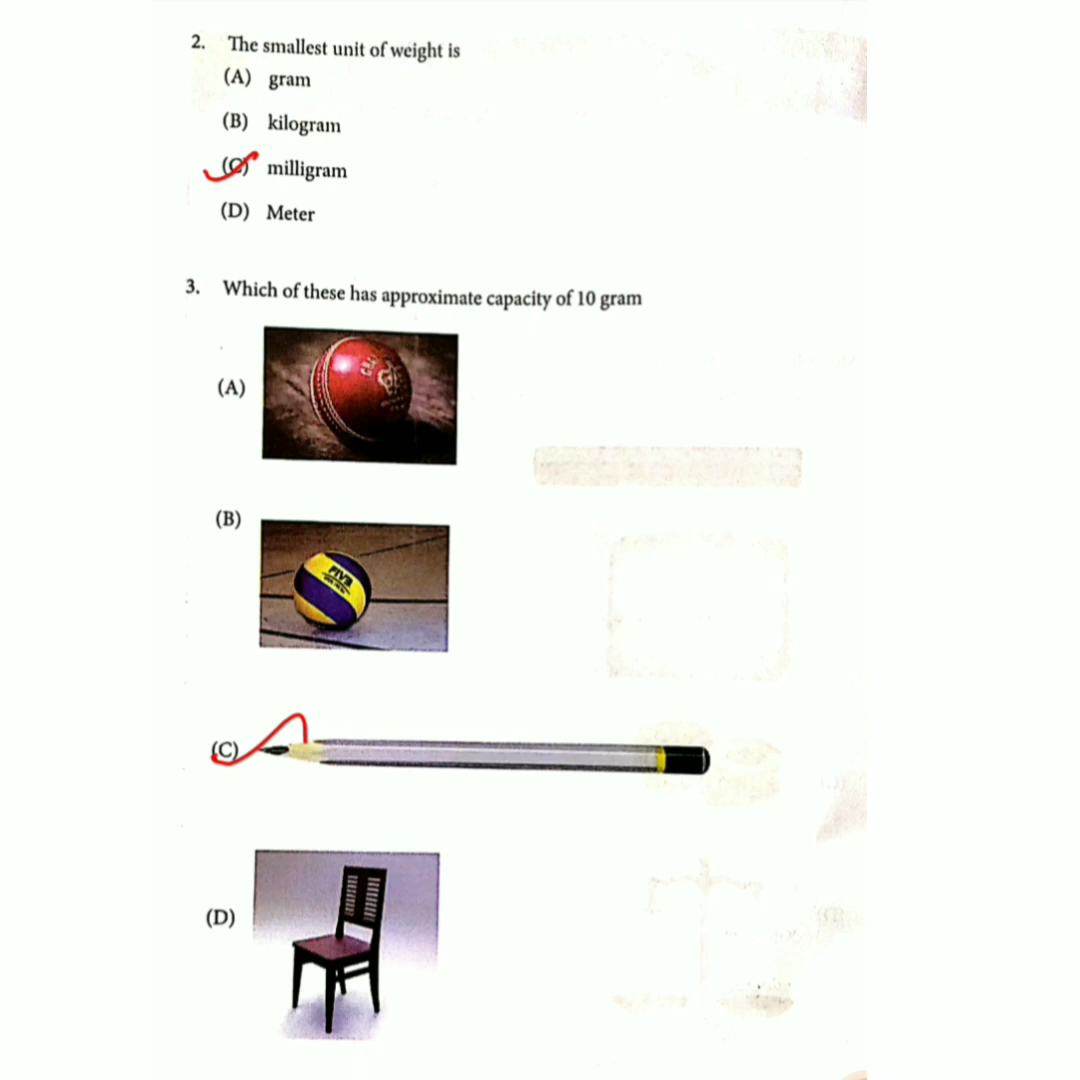 2. The smallest unit of weight is
(A) gram
(B) kilogram
(C) milligram
(D) Meter
3. Which of these has approximate capacity of 10 gram
(A)
(B)
FIVB
(C)
(D)